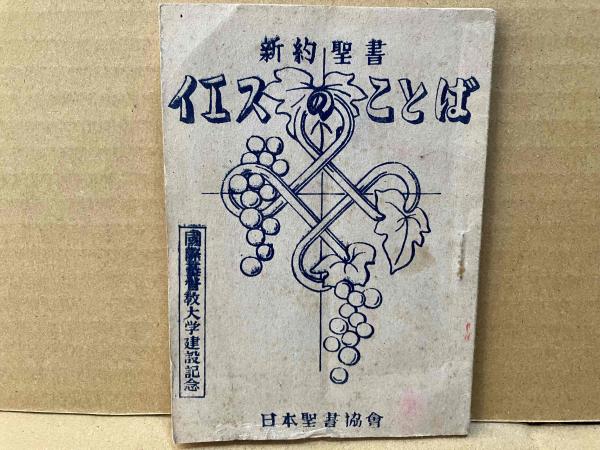 新約聖書
イエスのことば
國際基督教大学建設記念
日本聖書協會